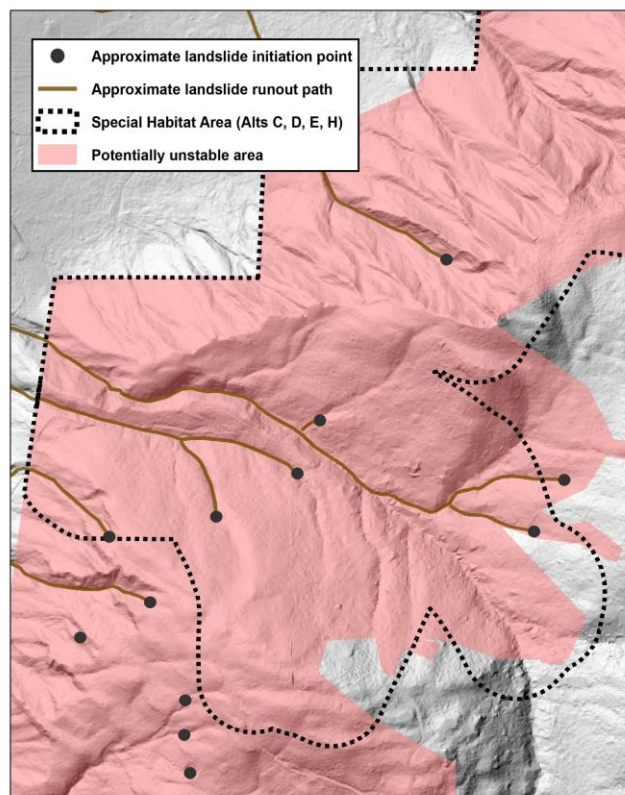 Approximate landslide initiation point
Approximate landslide runout path
Special Habitat Area (Alts C, D, E, H)
Potentially unstable area